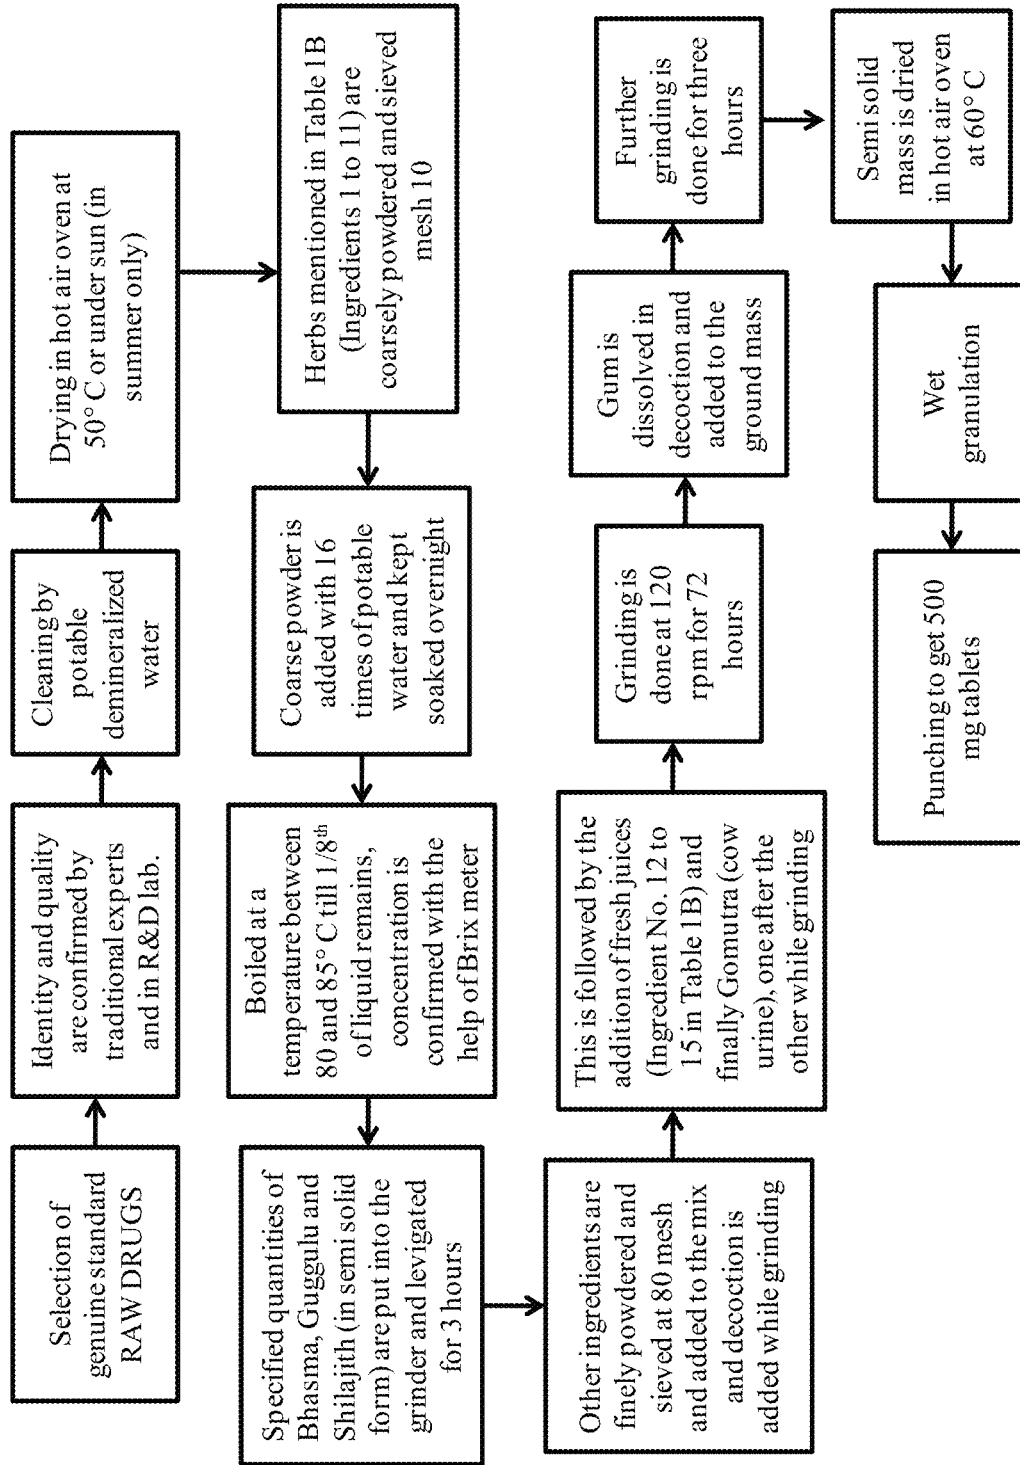 Selection of
genuine standard
RAW DRUGS
Identity and quality
are confirmed by
traditional experts
and in R&D lab.
Cleaning by
potable
demineralized
water
Drying in hot air oven at
50° C or under sun (in
summer only)
Herbs mentioned in Table 1B
(Ingredients 1 to 11) are
coarsely powdered and sieved
mesh 10
Coarse powder is
added with 16
times of potable
water and kept
soaked overnight
Boiled at a
temperature between
80 and 85° C till 1/8th
of liquid remains,
concentration is
confirmed with the
help of Brix meter
Specified quantities of
Bhasma, Guggulu and
Shilajith (in semi solid
form) are put into the
grinder and levigated
for 3 hours
Other ingredients are
finely powdered and
sieved at 80 mesh
and added to the mix
and decoction is
added while grinding
This is followed by the
addition of fresh juices
(Ingredient No. 12 to
15 in Table 1B) and
finally Gomutra (cow
urine), one after the
other while grinding
Grinding is
done at 120
rpm for 72
hours
Gum is
dissolved in
decoction and
added to the
ground mass
Further
grinding is
done for three
hours
Semi solid
mass is dried
in hot air oven
at 60° C
Wet
granulation
Punching to get 500
mg tablets